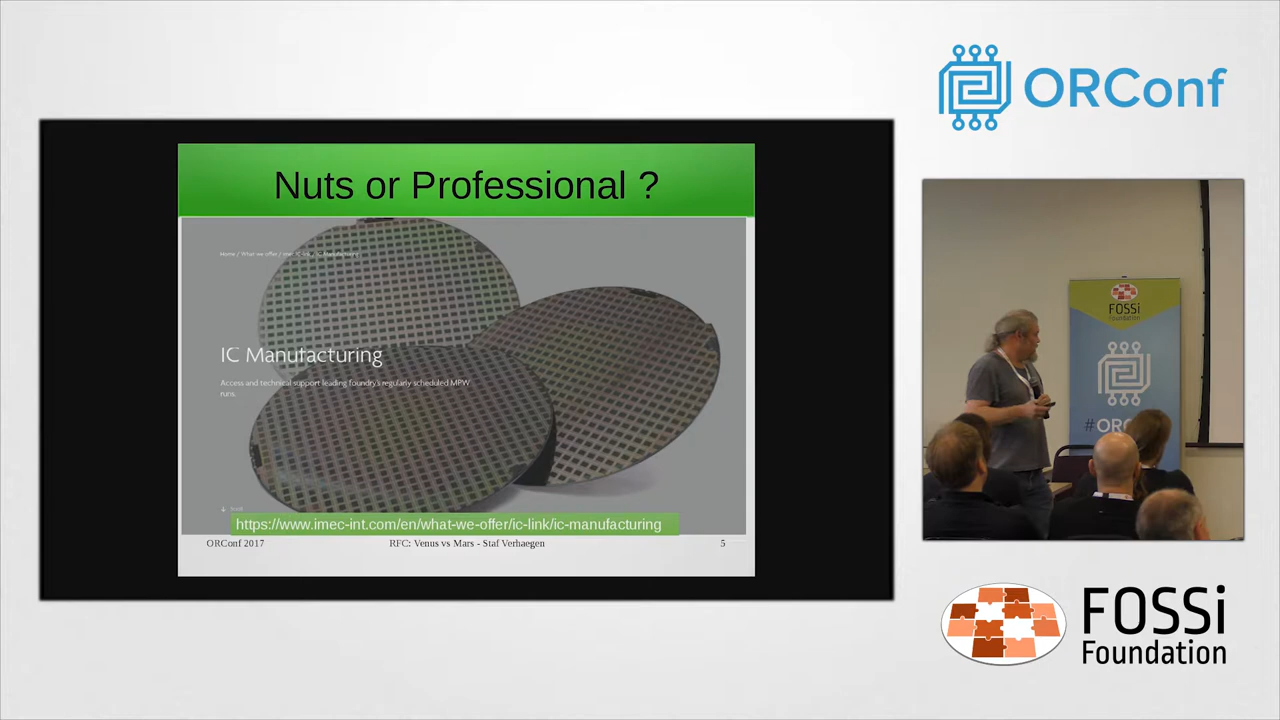 Nuts or Professional ?
Home / What we offer / imec IC-link / IC Manufacturing
IC Manufacturing
Access and technical support leading foundry's regularly scheduled MPW
runs.
Scroll
https://www.imec-int.com/en/what-we-offer/ic-link/ic-manufacturing
ORConf 2017
RFC: Venus vs Mars - Staf Verhaegen
5
ORConf
FOSSi
Foundation
#ORC
FOSSi
Foundation